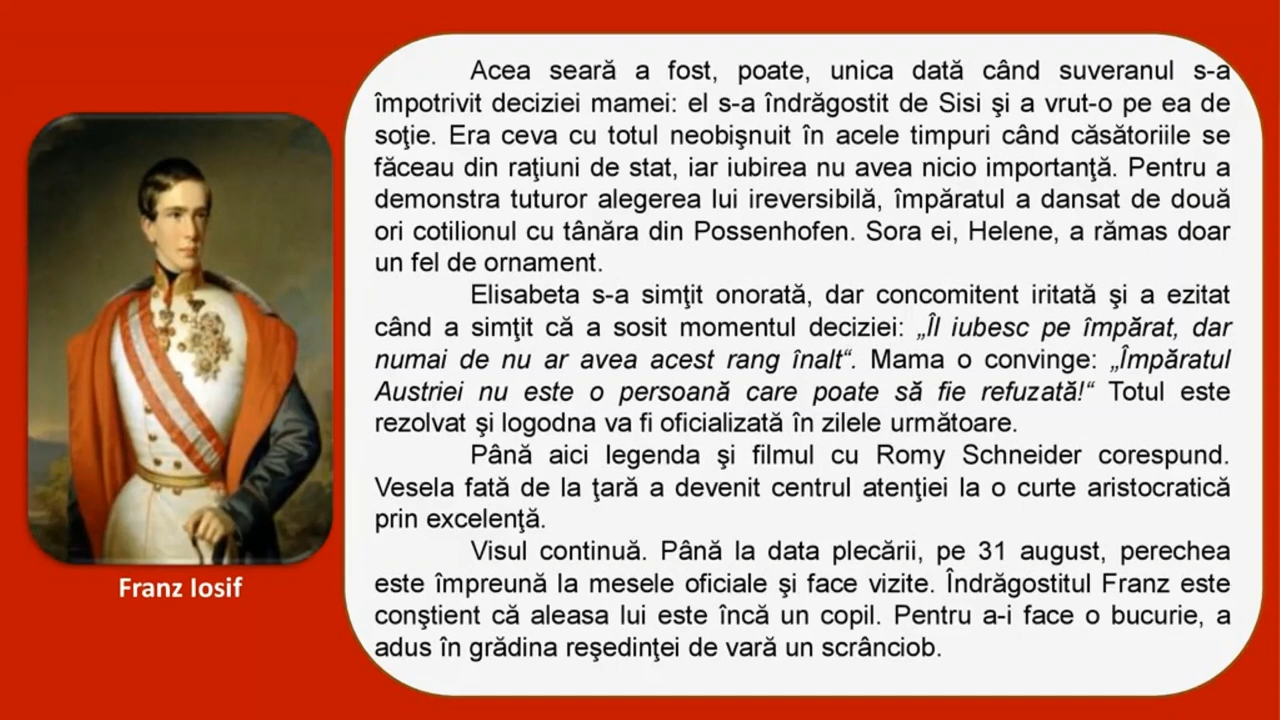 Acea seară a fost, poate, unica dată când suveranul s-a
împotrivit deciziei mamei: el s-a îndrăgostit de Sisi şi a vrut-o pe ea de
soţie. Era ceva cu totul neobişnuit în acele timpuri când căsătoriile se
făceau din raţiuni de stat, iar iubirea nu avea nicio importanţă. Pentru a
demonstra tuturor alegerea lui ireversibilă, împăratul a dansat de două
ori cotilionul cu tânăra din Possenhofen. Sora ei, Helene, a rămas doar
un fel de ornament.
Elisabeta s-a simţit onorată, dar concomitent iritată şi a ezitat
când a simţit că a sosit momentul deciziei: „Îl iubesc pe împărat, dar
numai de nu ar avea acest rang înalt“. Mama o convinge: „Împăratul
Austriei nu este o persoană care poate să fie refuzată!“ Totul este
rezolvat şi logodna va fi oficializată în zilele următoare.
Până aici legenda şi filmul cu Romy Schneider corespund.
Vesela fată de la ţară a devenit centrul atenţiei la o curte aristocratică
prin excelenţă.
Visul continuă. Până la data plecării, pe 31 august, perechea
este împreună la mesele oficiale şi face vizite. Îndrăgostitul Franz este
conştient că aleasa lui este încă un copil. Pentru a-i face o bucurie, a
adus în grădina reşedinţei de vară un scrânciob.
Franz Iosif